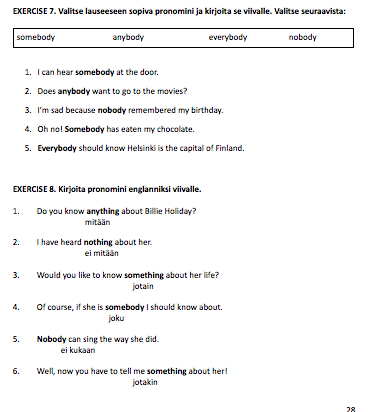 EXERCISE 7. Valitse lauseeseen sopiva pronomini ja kirjoita se viivalle. Valitse seuraavista:
somebody anybody everybody nobody
1. I can hear somebody at the door.
2. Does anybody want to go to the movies?
3. I'm sad because nobody remembered my birthday.
4. Oh no! Somebody has eaten my chocolate.
5. Everybody should know Helsinki is the capital of Finland.
EXERCISE 8. Kirjoita pronomini englanniksi viivalle.
1. Do you know anything about Billie Holiday?
mitään
2. I have heard nothing about her.
ei mitään
3. Would you like to know something about her life?
jotain
4. Of course, if she is somebody I should know about.
joku
5. Nobody can sing the way she did.
ei kukaan
6. Well, now you have to tell me something about her!
jotakin
28